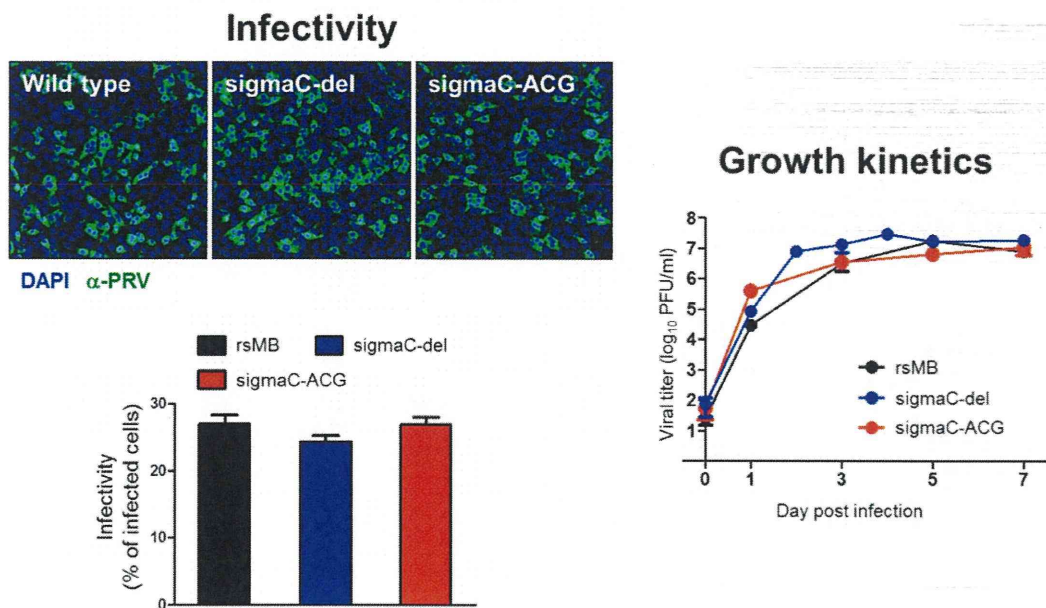 Infectivity
Wild type
sigmaC-del
sigmaC-ACG
DAPI α-PRV
rsMB
sigmaC-del
sigmaC-ACG
30
20
10
0
Infectivity
(% of infected cells)
Growth kinetics
8
7
6
5
4
3
2
1
Viral titer (log₁₀ PFU/ml)
rsMB
sigmaC-del
sigmaC-ACG
0 1 3 5 7
Day post infection